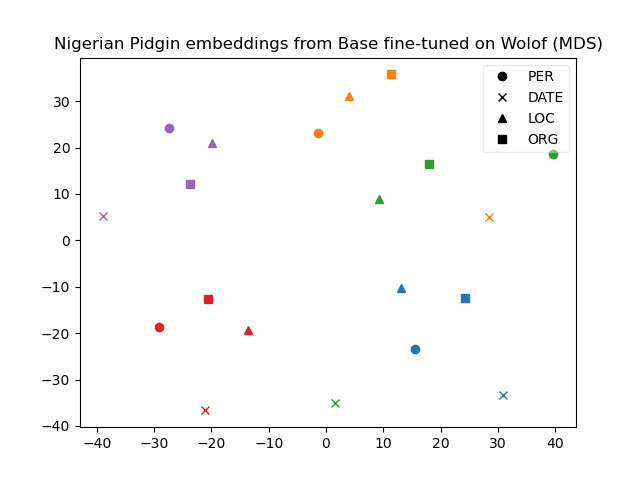 Nigerian Pidgin embeddings from Base fine-tuned on Wolof (MDS)
PER
DATE
LOC
ORG
30
20
10
0
−10
−20
−30
−40
−40 −30 −20 −10 0 10 20 30 40